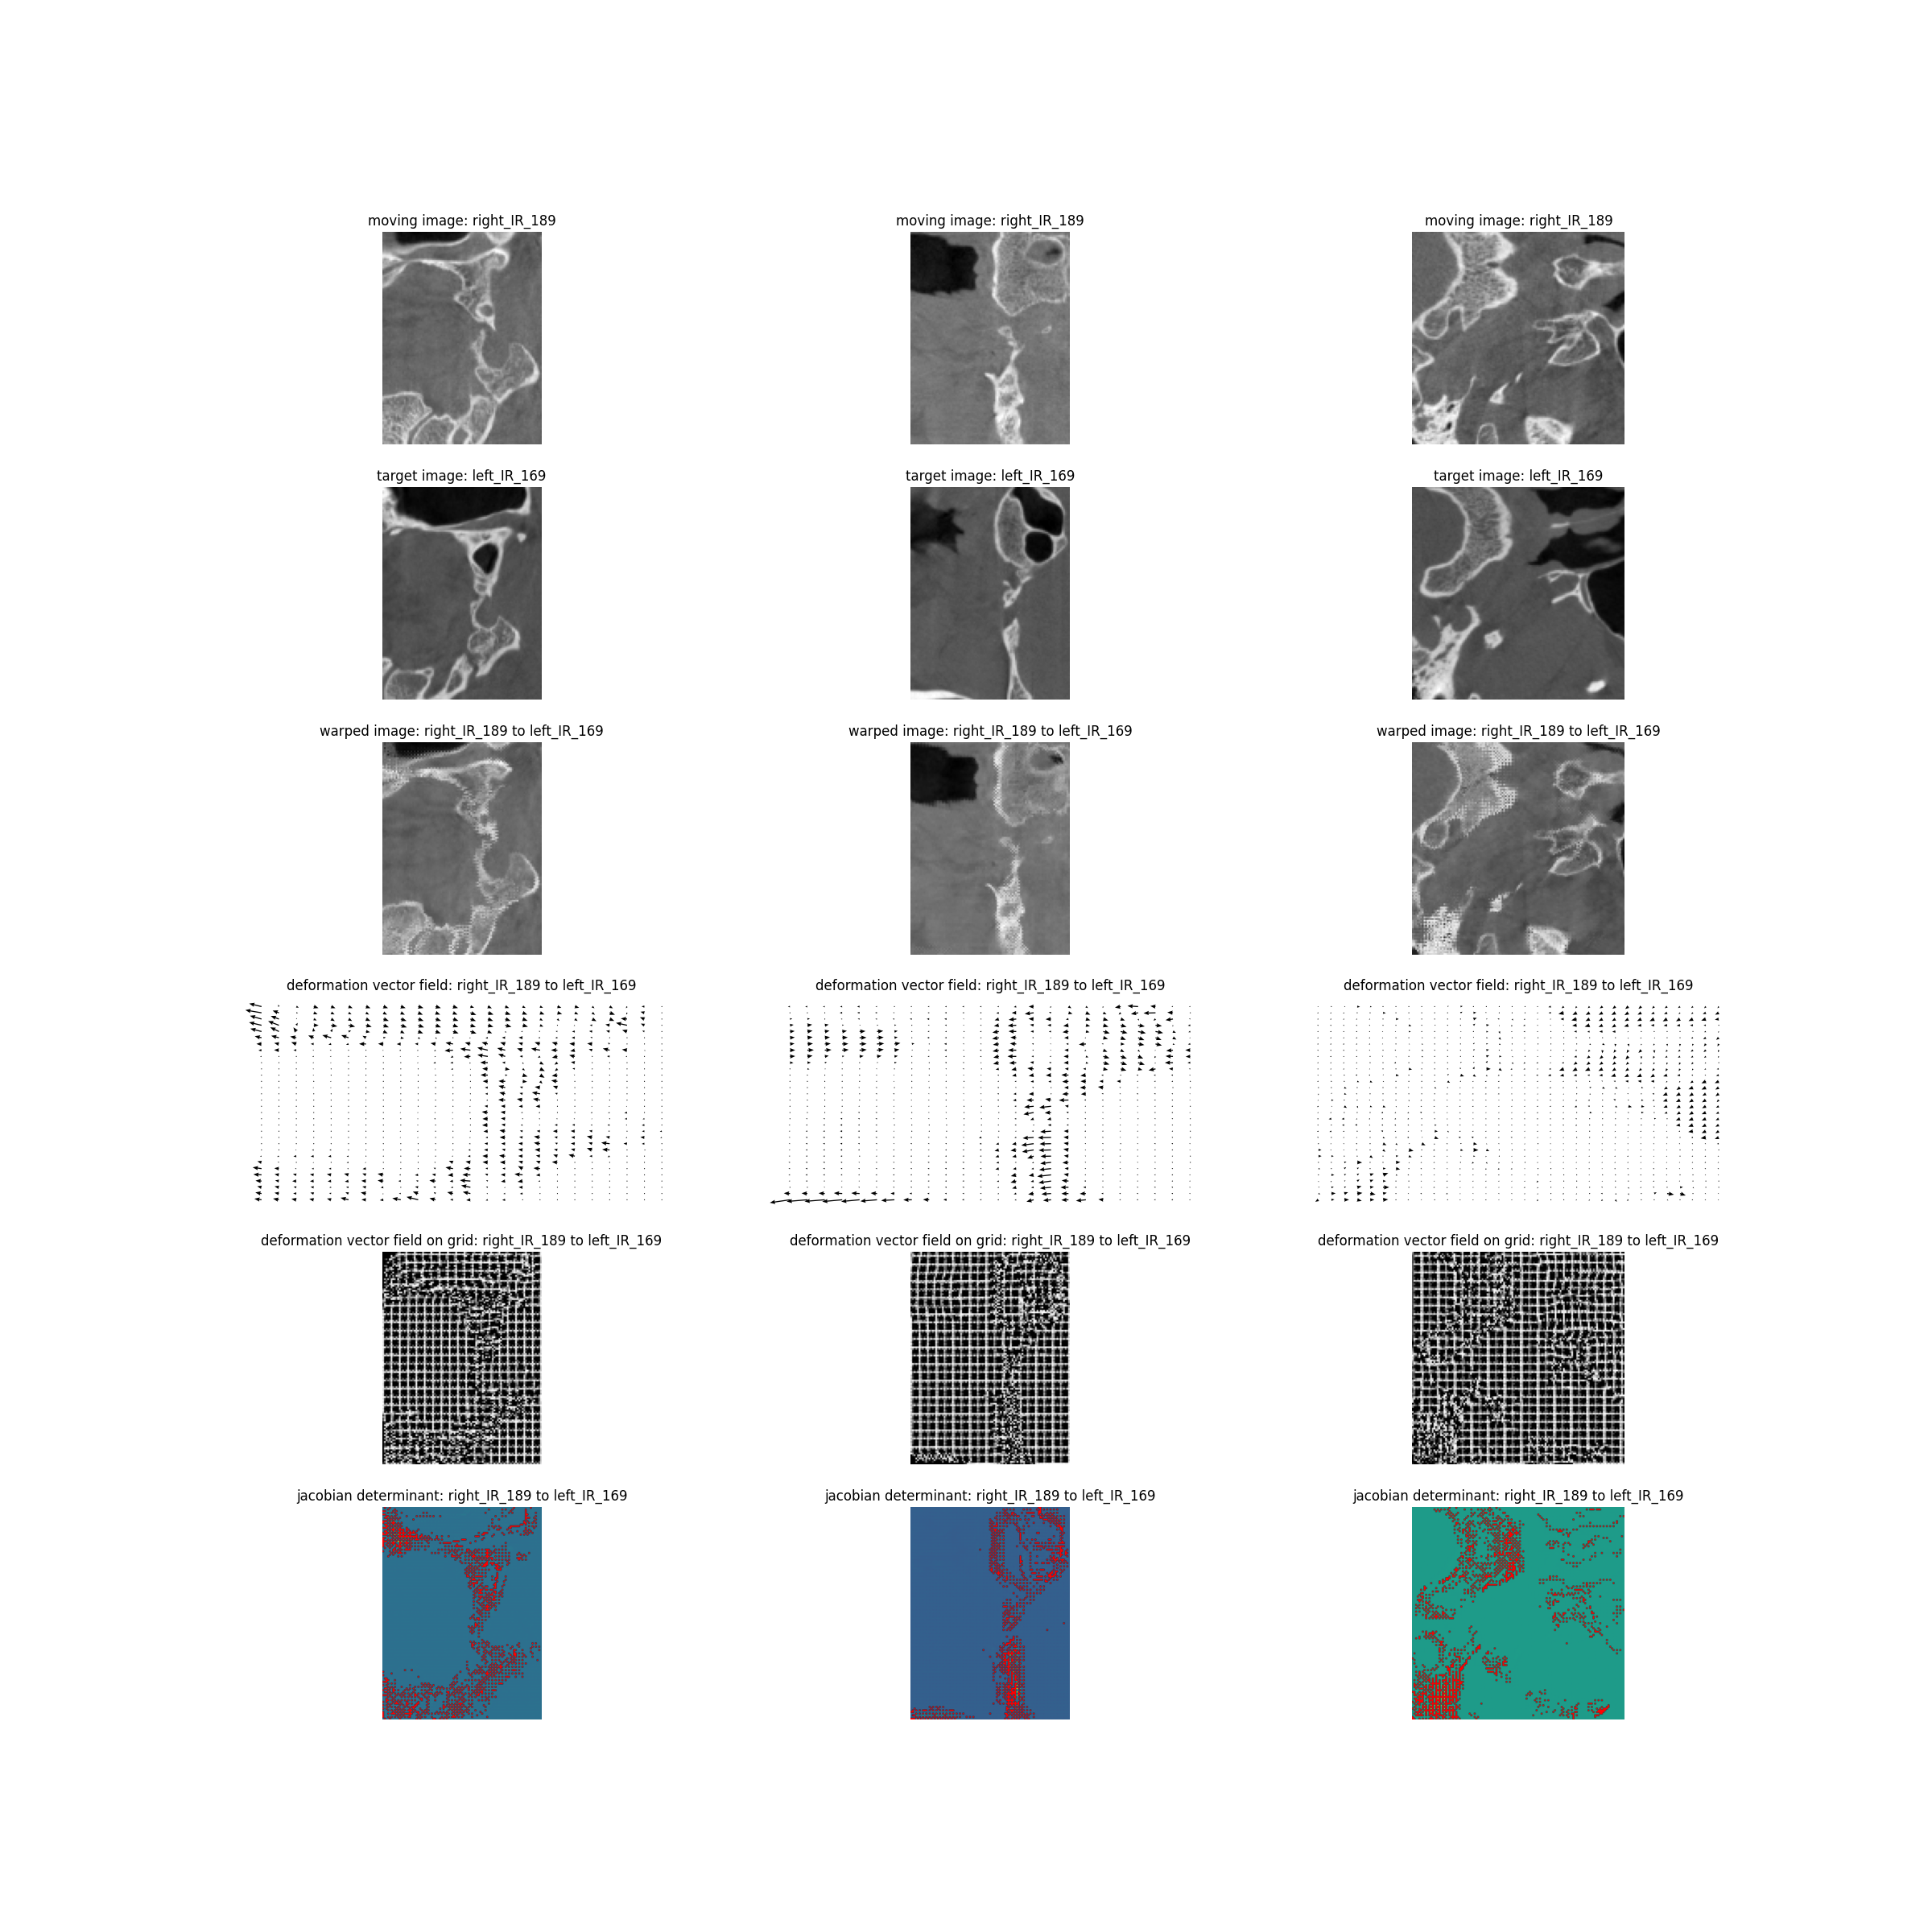 moving image: right_IR_189
moving image: right_IR_189
moving image: right_IR_189
target image: left_IR_169
target image: left_IR_169
target image: left_IR_169
warped image: right_IR_189 to left_IR_169
warped image: right_IR_189 to left_IR_169
warped image: right_IR_189 to left_IR_169
deformation vector field: right_IR_189 to left_IR_169
deformation vector field: right_IR_189 to left_IR_169
deformation vector field: right_IR_189 to left_IR_169
deformation vector field on grid: right_IR_189 to left_IR_169
deformation vector field on grid: right_IR_189 to left_IR_169
deformation vector field on grid: right_IR_189 to left_IR_169
jacobian determinant: right_IR_189 to left_IR_169
jacobian determinant: right_IR_189 to left_IR_169
jacobian determinant: right_IR_189 to left_IR_169